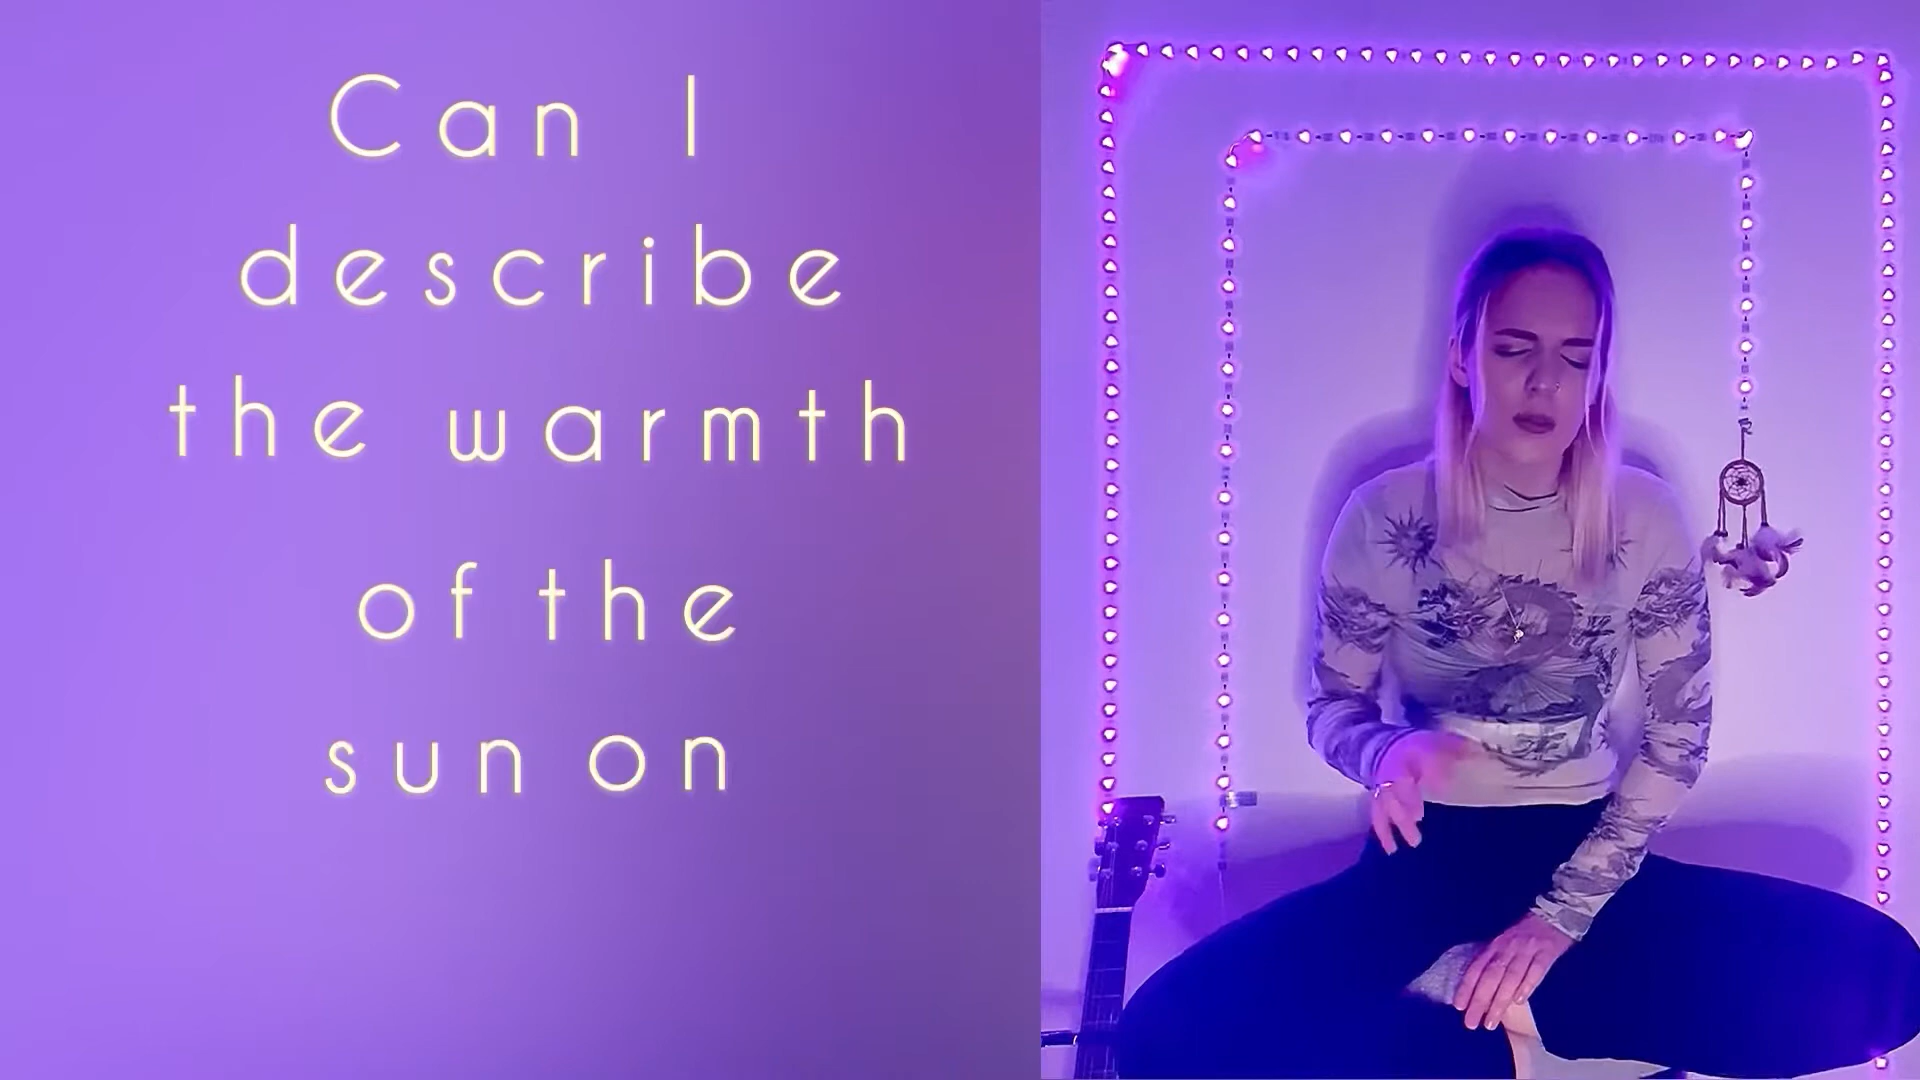 Can I
describe
the warmth
of the
sun on